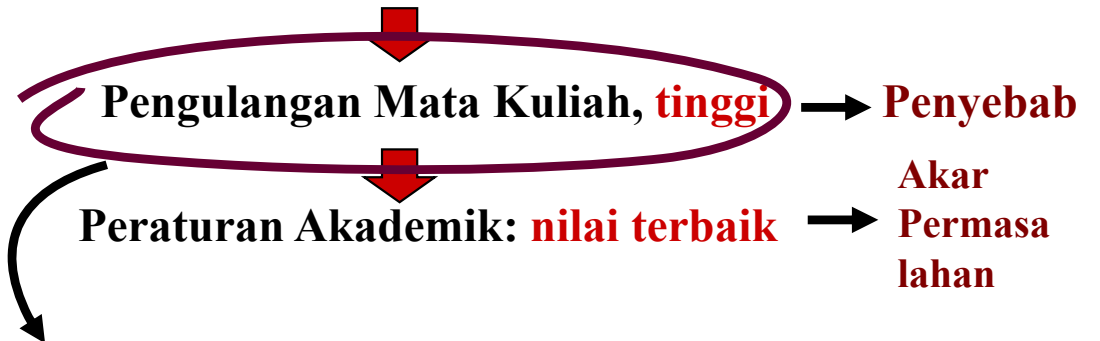 Pengulangan Mata Kuliah, tinggi Penyebab
Peraturan Akademik: nilai terbaik
Akar
Permasa
lahan